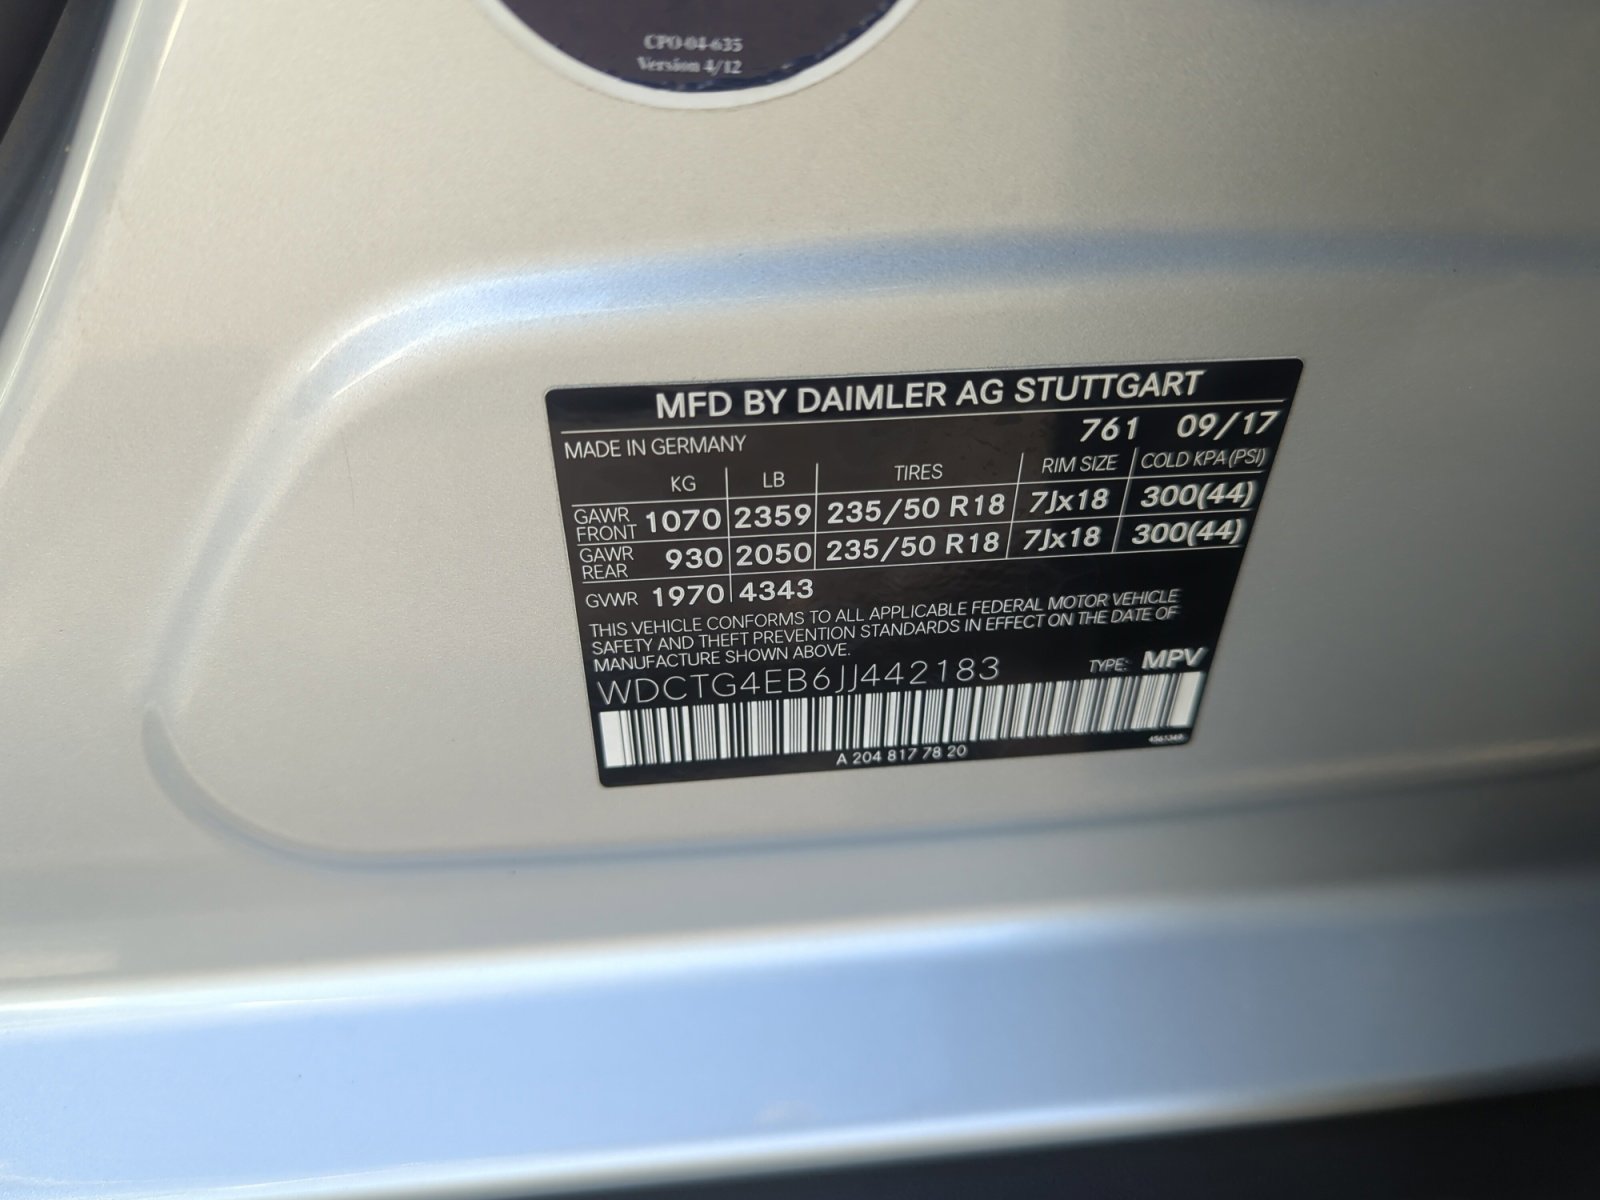 CPO-04-635
Version 4/12
MFD BY DAIMLER AG STUTTGART
MADE IN GERMANY 761 09/17
KG LB TIRES RIM SIZE COLD KPA (PSI)
GAWR FRONT 1070 2359 235/50 R18 7Jx18 300(44)
GAWR REAR 930 2050 235/50 R18 7Jx18 300(44)
GVWR 1970 4343
THIS VEHICLE CONFORMS TO ALL APPLICABLE FEDERAL MOTOR VEHICLE
SAFETY AND THEFT PREVENTION STANDARDS IN EFFECT ON THE DATE OF
MANUFACTURE SHOWN ABOVE.
WDCTG4EB6JJ442183 TYPE: MPV
A 204 817 78 20